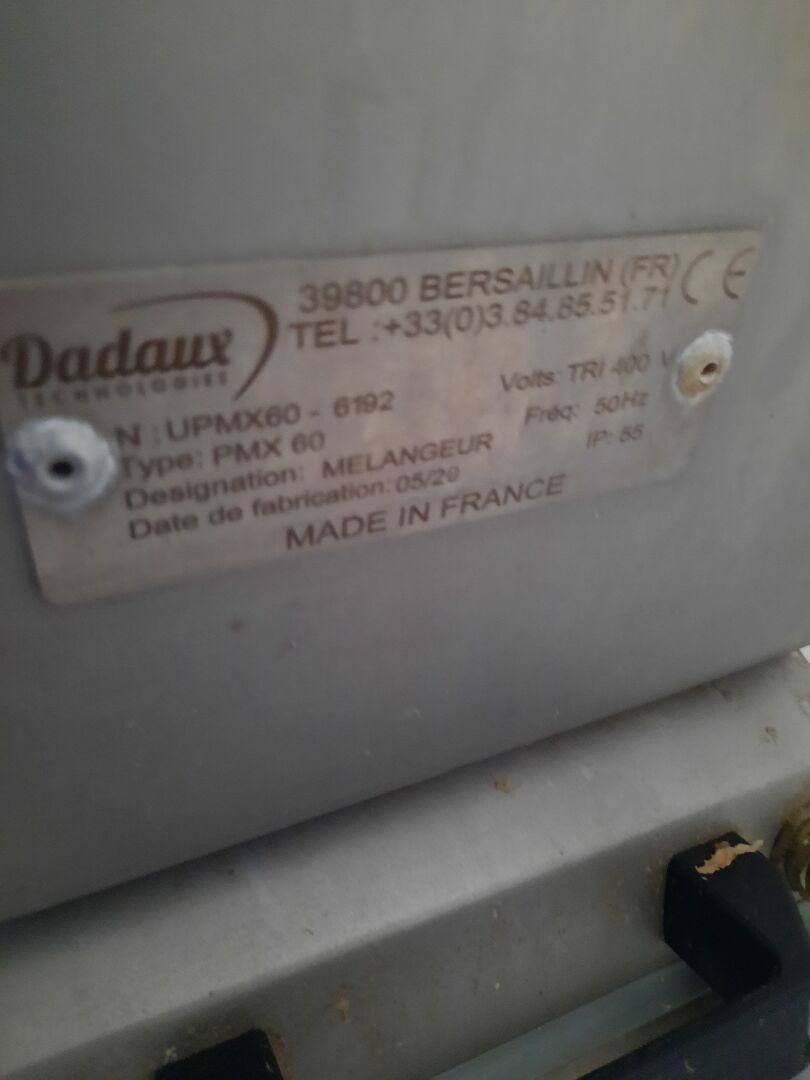 39800 BERSAILLIN (FR) CE
Dadaux
TECHNOLOGIES
TEL :+33(0)3.84.85.51.71
N : UPMX60 - 6192
Volts: TRI 400 V
Type: PMX 60
Fréq: 50Hz
Designation: MELANGEUR
IP: 55
Date de fabrication: 05/20
MADE IN FRANCE